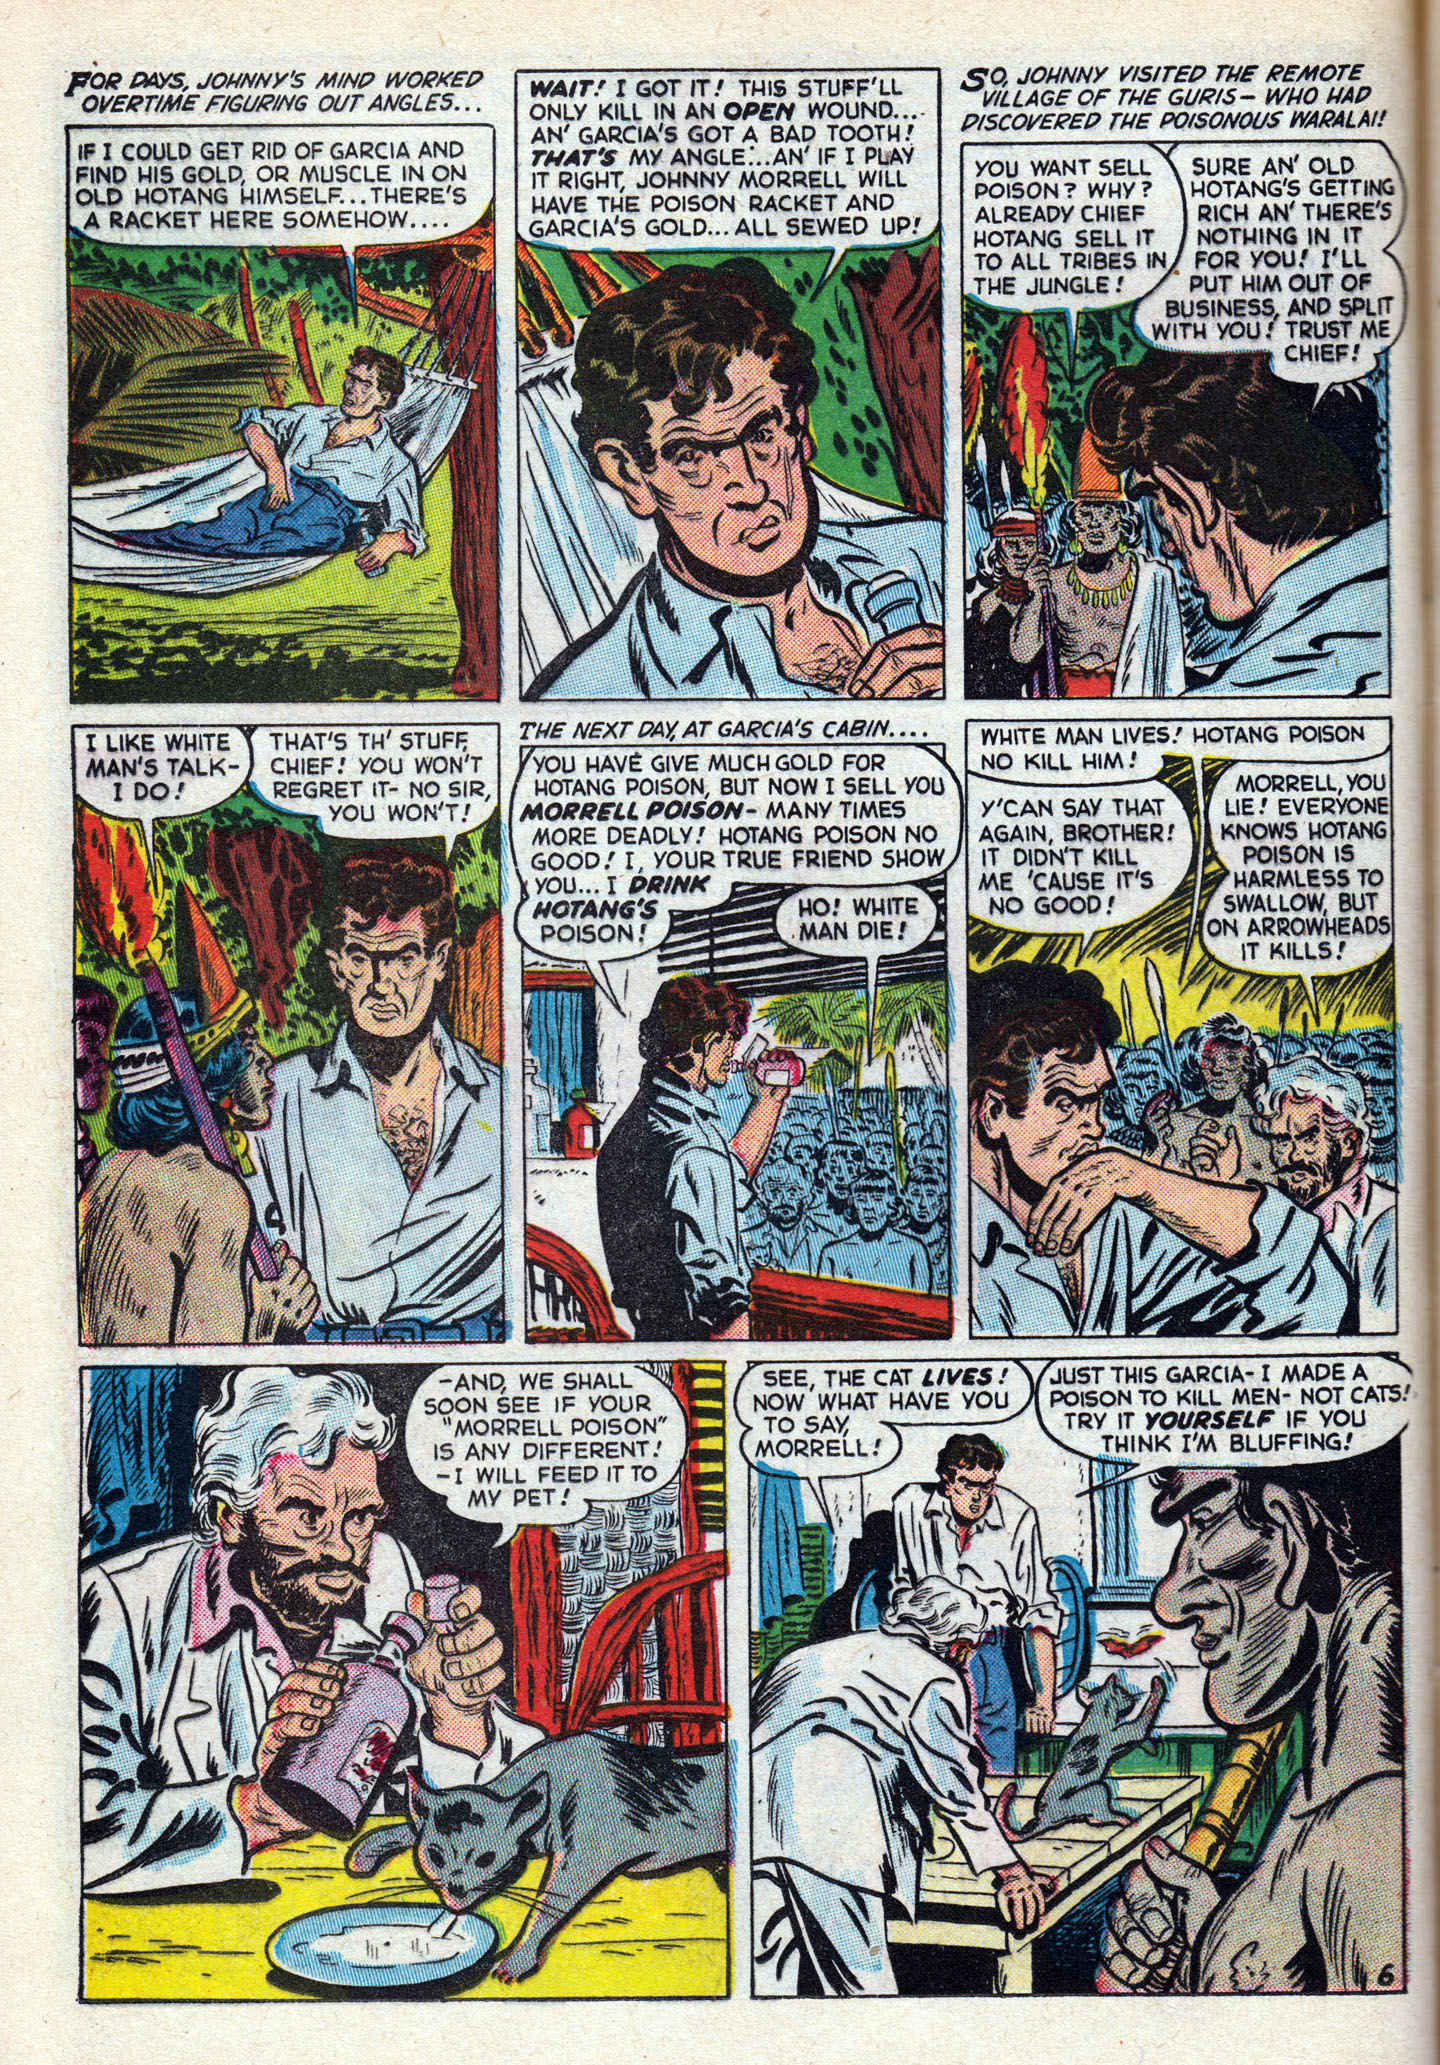 FOR DAYS, JOHNNY'S MIND WORKED
OVERTIME FIGURING OUT ANGLES...
IF I COULD GET RID OF GARCIA AND
FIND HIS GOLD, OR MUSCLE IN ON
OLD HOTANG HIMSELF...THERE'S
A RACKET HERE SOMEHOW....
WAIT! I GOT IT! THIS STUFF'LL
ONLY KILL IN AN OPEN WOUND...
AN' GARCIA'S GOT A BAD TOOTH!
THAT'S MY ANGLE...AN' IF I PLAY
IT RIGHT, JOHNNY MORRELL WILL
HAVE THE POISON RACKET AND
GARCIA'S GOLD...ALL SEWED UP!
SO, JOHNNY VISITED THE REMOTE
VILLAGE OF THE GURIS - WHO HAD
DISCOVERED THE POISONOUS WARALAI!
YOU WANT SELL
POISON? WHY?
ALREADY CHIEF
HOTANG SELL IT
TO ALL TRIBES IN
THE JUNGLE!
SURE AN' OLD
HOTANG'S GETTING
RICH AN' THERE'S
NOTHING IN IT
FOR YOU! I'LL
PUT HIM OUT OF
BUSINESS, AND SPLIT
WITH YOU! TRUST ME
CHIEF!
I LIKE WHITE
MAN'S TALK-
I DO!
THAT'S TH' STUFF,
CHIEF! YOU WON'T
REGRET IT- NO SIR,
YOU WON'T!
THE NEXT DAY, AT GARCIA'S CABIN....
YOU HAVE GIVE MUCH GOLD FOR
HOTANG POISON, BUT NOW I SELL YOU
MORRELL POISON- MANY TIMES
MORE DEADLY! HOTANG POISON NO
GOOD! I, YOUR TRUE FRIEND SHOW
YOU...I DRINK
HOTANG'S
POISON!
HO! WHITE
MAN DIE!
WHITE MAN LIVES! HOTANG POISON
NO KILL HIM!
Y'CAN SAY THAT
AGAIN, BROTHER!
IT DIDN'T KILL
ME 'CAUSE IT'S
NO GOOD!
MORRELL, YOU
LIE! EVERYONE
KNOWS HOTANG
POISON IS
HARMLESS TO
SWALLOW, BUT
ON ARROWHEADS
IT KILLS!
-AND, WE SHALL
SOON SEE IF YOUR
"MORRELL POISON"
IS ANY DIFFERENT!
-I WILL FEED IT TO
MY PET!
SEE, THE CAT LIVES!
NOW WHAT HAVE YOU
TO SAY,
MORRELL!
JUST THIS GARCIA- I MADE A
POISON TO KILL MEN- NOT CATS!
TRY IT YOURSELF IF YOU
THINK I'M BLUFFING!
6